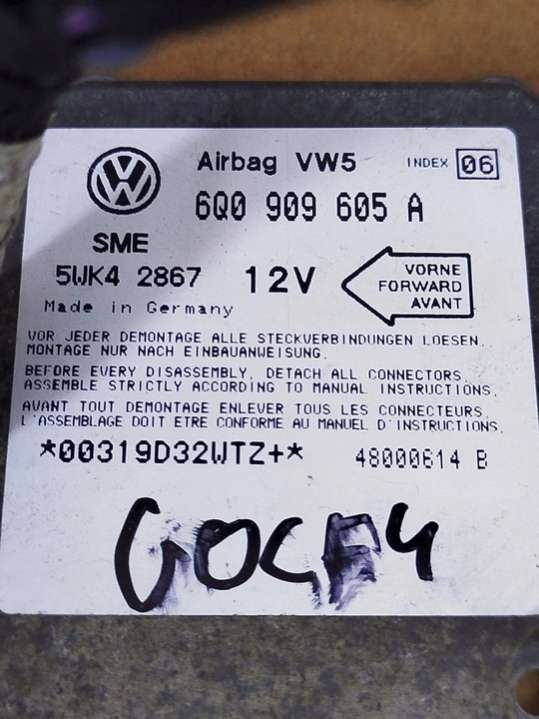 Airbag VW5 INDEX 06
6Q0 909 605 A
SME
5WK4 2867 12V
VORNE
FORWARD
AVANT
Made in Germany
VOR JEDER DEMONTAGE ALLE STECKVERBINDUNGEN LOESEN.
MONTAGE NUR NACH EINBAUANWEISUNG.
BEFORE EVERY DISASSEMBLY, DETACH ALL CONNECTORS.
ASSEMBLE STRICTLY ACCORDING TO MANUAL INSTRUCTIONS.
AVANT TOUT DEMONTAGE ENLEVER TOUS LES CONNECTEURS.
L'ASSEMBLAGE DOIT ETRE CONFORME AU MANUEL D'INSTRUCTIONS.
*00319D32WTZ+* 48000614 B